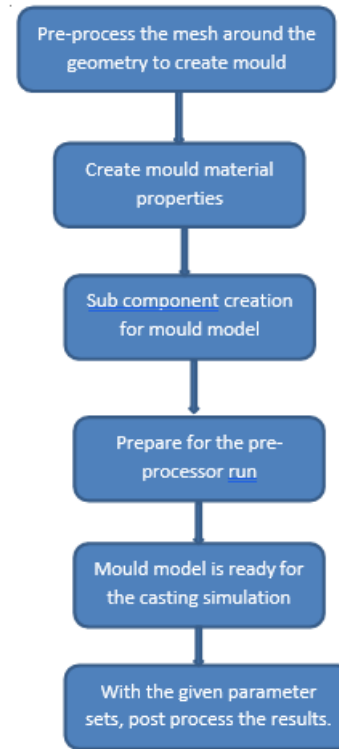 Pre-process the mesh around the
geometry to create mould
Create mould material
properties
Sub component creation
for mould model
Prepare for the pre-
processor run
Mould model is ready for
the casting simulation
With the given parameter
sets, post process the results.